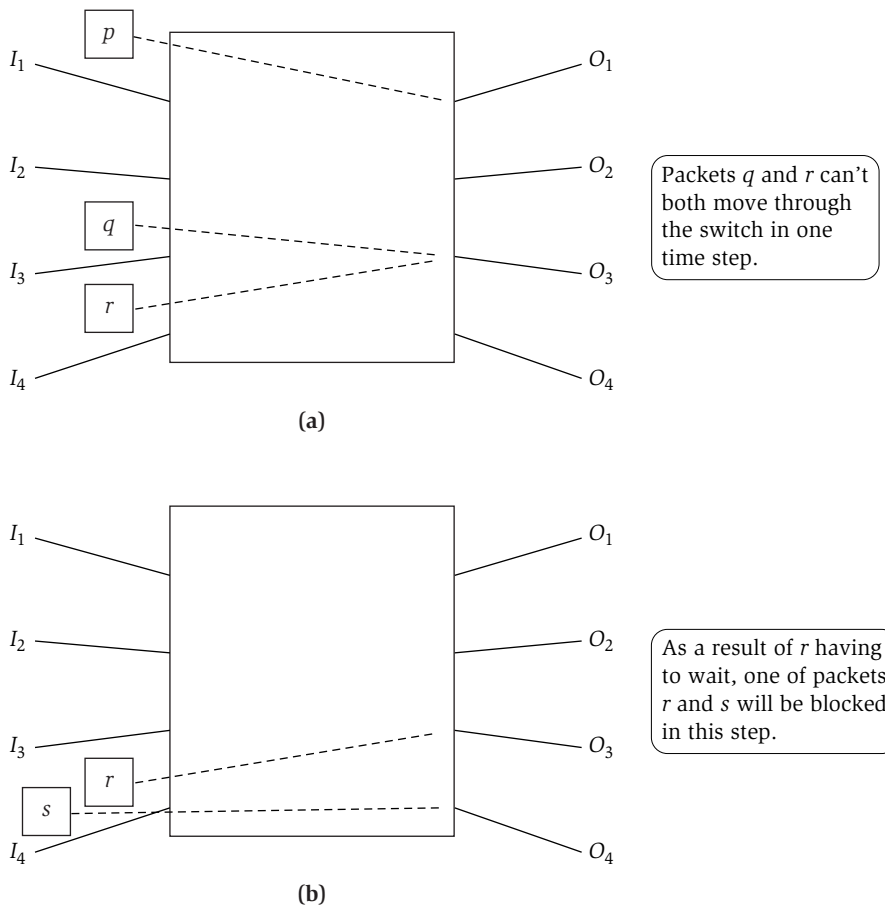 p
I1
O1
I2
O2
Packets q and r can't
both move through
the switch in one
time step.
q
I3
O3
r
I4
O4
(a)
I1
O1
I2
O2
As a result of r having
to wait, one of packets
r and s will be blocked
in this step.
I3
O3
r
s
I4
O4
(b)